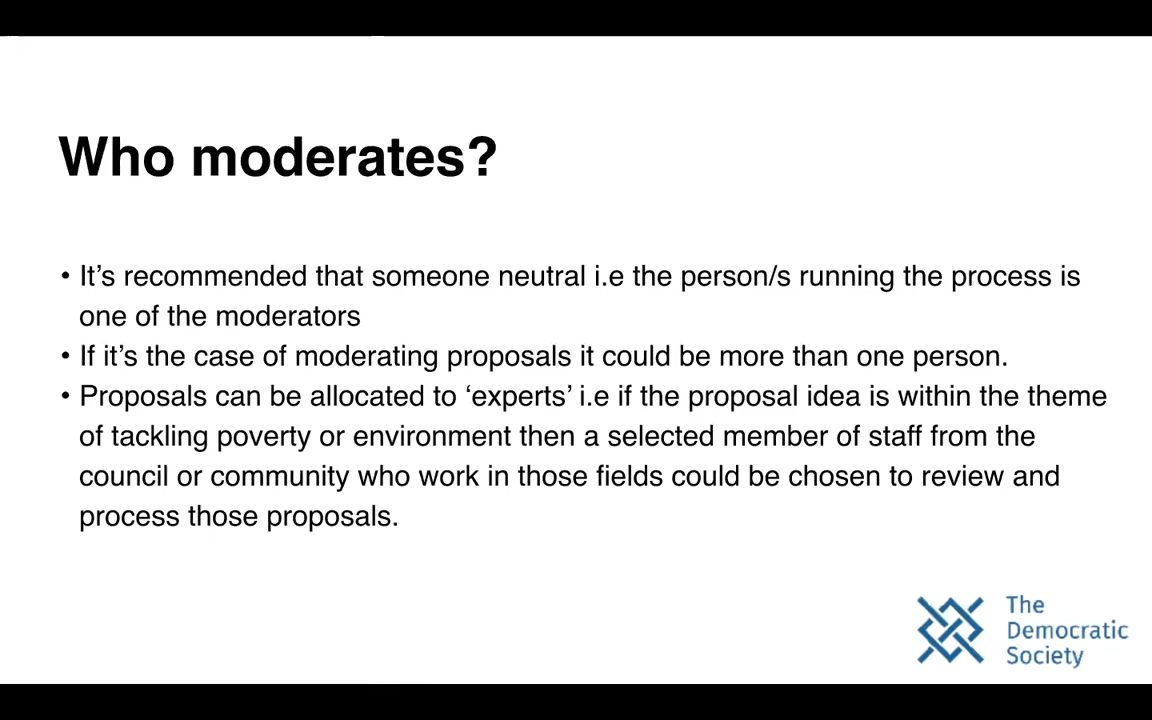 Who moderates?
• It’s recommended that someone neutral i.e the person/s running the process is
one of the moderators
• If it’s the case of moderating proposals it could be more than one person.
• Proposals can be allocated to ‘experts’ i.e if the proposal idea is within the theme
of tackling poverty or environment then a selected member of staff from the
council or community who work in those fields could be chosen to review and
process those proposals.
The
Democratic
Society